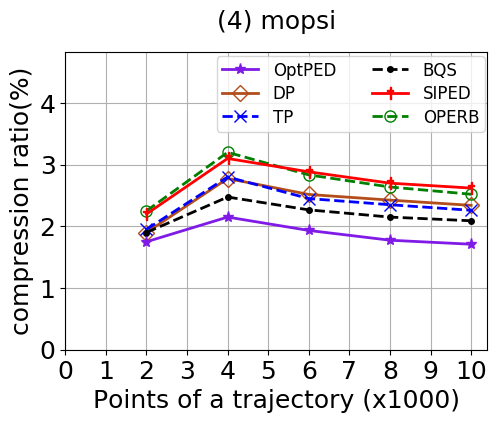 (4) mopsi
OptPED
DP
TP
BQS
SIPED
OPERB
compression ratio(%)
4
3
2
1
0
0 1 2 3 4 5 6 7 8 9 10
Points of a trajectory (x1000)